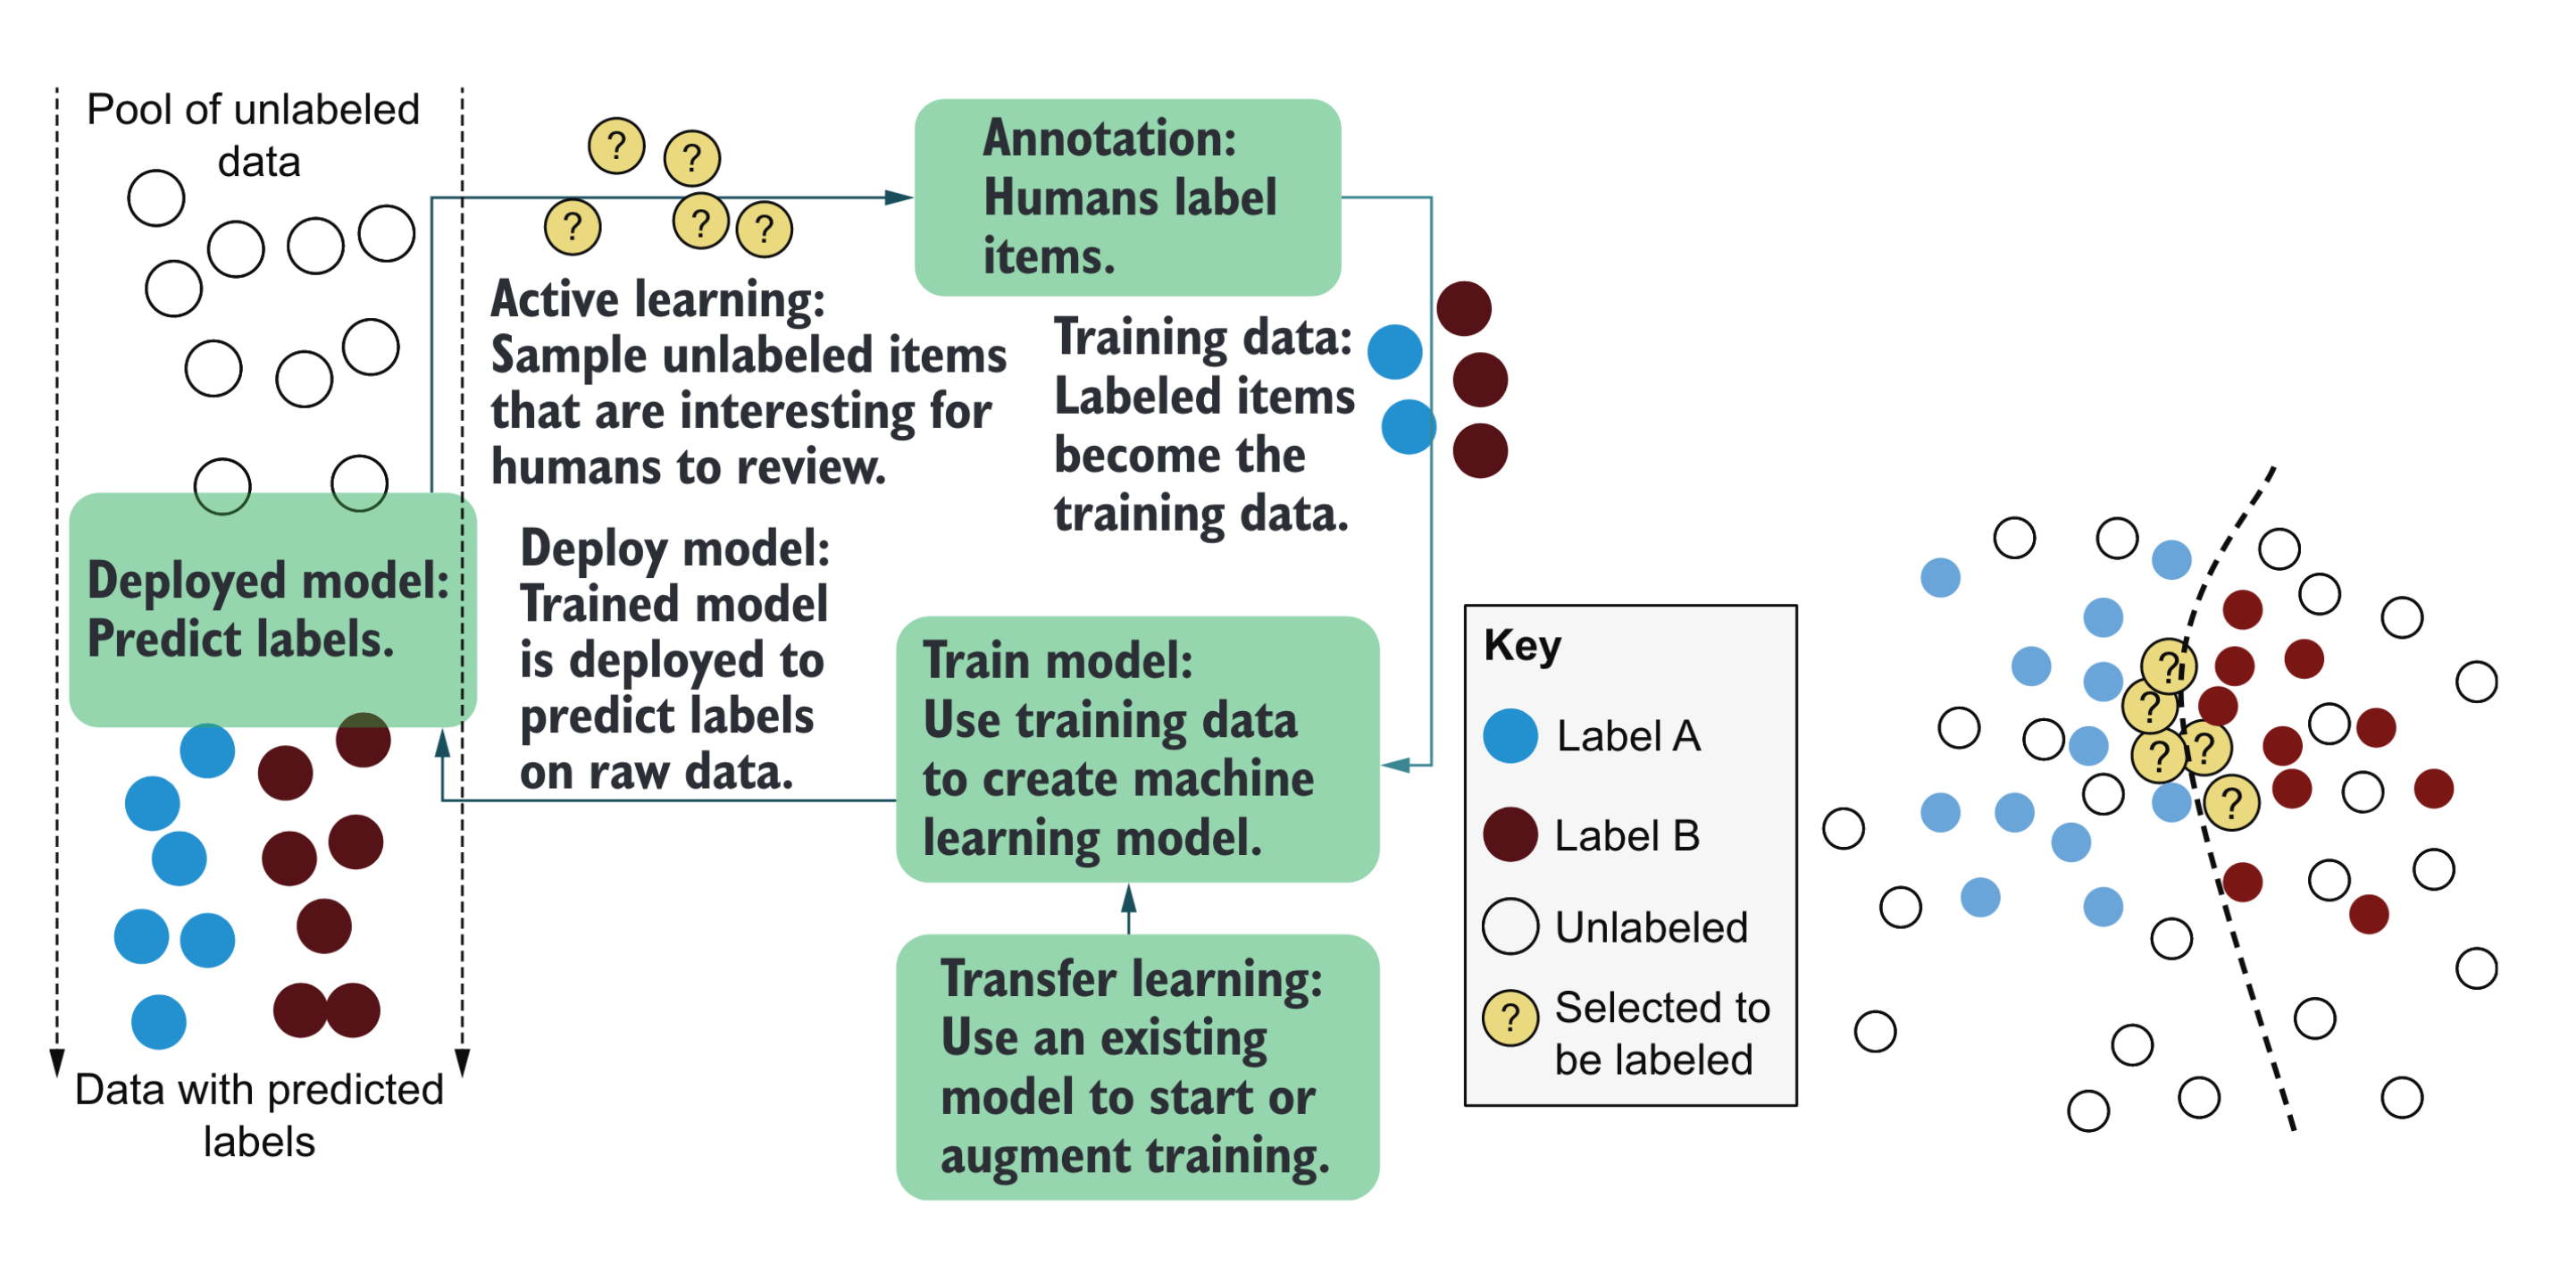 Pool of unlabeled
data
?
?
?
?
?
Active learning:
Sample unlabeled items
that are interesting for
humans to review.
Annotation:
Humans label
items.
Training data:
Labeled items
become the
training data.
Deployed model:
Predict labels.
Deploy model:
Trained model
is deployed to
predict labels
on raw data.
Train model:
Use training data
to create machine
learning model.
Transfer learning:
Use an existing
model to start or
augment training.
Data with predicted
labels
Key
Label A
Label B
Unlabeled
?
Selected to
be labeled
?
?
?
?
?